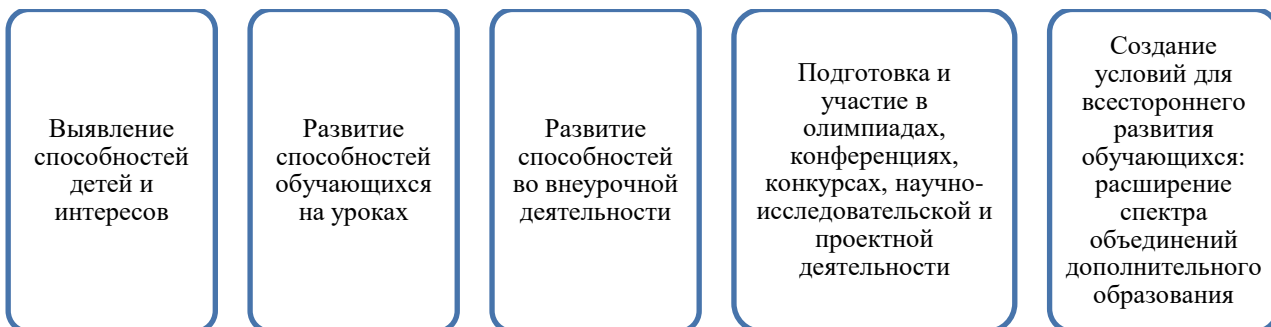 Выявление
способностей
детей и
интересов
Развитие
способностей
обучающихся
на уроках
Развитие
способностей
во внеурочной
деятельности
Подготовка и
участие в
олимпиадах,
конференциях,
конкурсах, научно-
исследовательской и
проектной
деятельности
Создание
условий для
всестороннего
развития
обучающихся:
расширение
спектра
объединений
дополнительного
образования